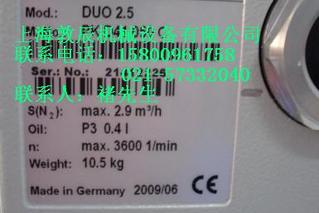 Mod.: DUO 2.5
上海敦辰机械设备有限公司
联系电话：15800961758
021-57332040
Ser.: No.:
联系人：褚先生
S(N₂): max. 2.9 m³/h
Oil: P3 0.4 l
n: max. 3600 1/min
Weight: 10.5 kg
Made in Germany 2009/06 CE